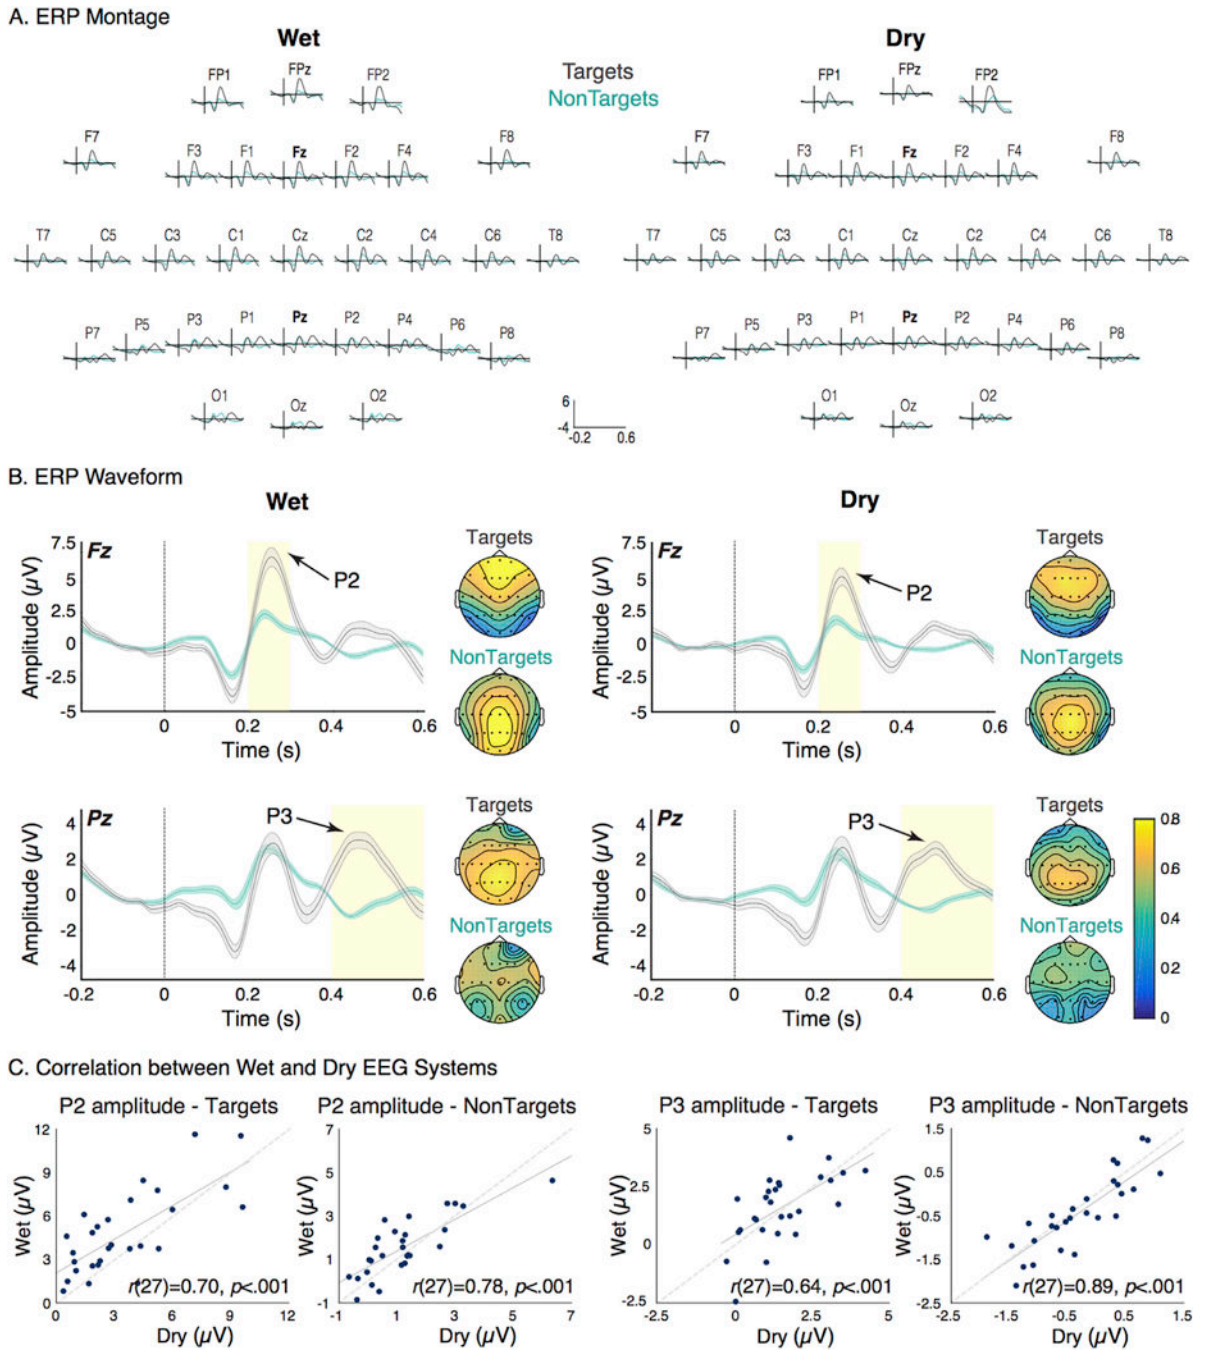 A. ERP Montage
Wet
Dry
Targets
NonTargets
FP1 FPz FP2
FP1 FPz FP2
F7 F3 F1 Fz F2 F4 F8
F7 F3 F1 Fz F2 F4 F8
T7 C5 C3 C1 Cz C2 C4 C6 T8
T7 C5 C3 C1 Cz C2 C4 C6 T8
P7 P5 P3 P1 Pz P2 P4 P6 P8
P7 P5 P3 P1 Pz P2 P4 P6 P8
O1 Oz O2
O1 Oz O2
6
-4
-0.2 0.6
B. ERP Waveform
Wet
Dry
Fz
P2
Amplitude (µV)
7.5
5
2.5
0
-2.5
-5
0 0.2 0.4 0.6
Time (s)
Targets
NonTargets
Fz
P2
Amplitude (µV)
7.5
5
2.5
0
-2.5
-5
0 0.2 0.4 0.6
Time (s)
Targets
NonTargets
Pz
P3
Amplitude (µV)
4
2
0
-2
-4
-0.2 0 0.2 0.4 0.6
Time (s)
Targets
NonTargets
Pz
P3
Amplitude (µV)
4
2
0
-2
-4
-0.2 0 0.2 0.4 0.6
Time (s)
Targets
NonTargets
0.8
0.6
0.4
0.2
0
C. Correlation between Wet and Dry EEG Systems
P2 amplitude - Targets
Wet (µV)
12
9
6
3
0
r(27)=0.70, p<.001
0 3 6 9 12
Dry (µV)
P2 amplitude - NonTargets
Wet (µV)
7
5
3
1
-1
r(27)=0.78, p<.001
-1 1 3 5 7
Dry (µV)
P3 amplitude - Targets
Wet (µV)
5
2.5
0
-2.5
r(27)=0.64, p<.001
-2.5 0 2.5 5
Dry (µV)
P3 amplitude - NonTargets
Wet (µV)
1.5
0.5
-0.5
-1.5
-2.5
r(27)=0.89, p<.001
-2.5 -1.5 -0.5 0.5 1.5
Dry (µV)